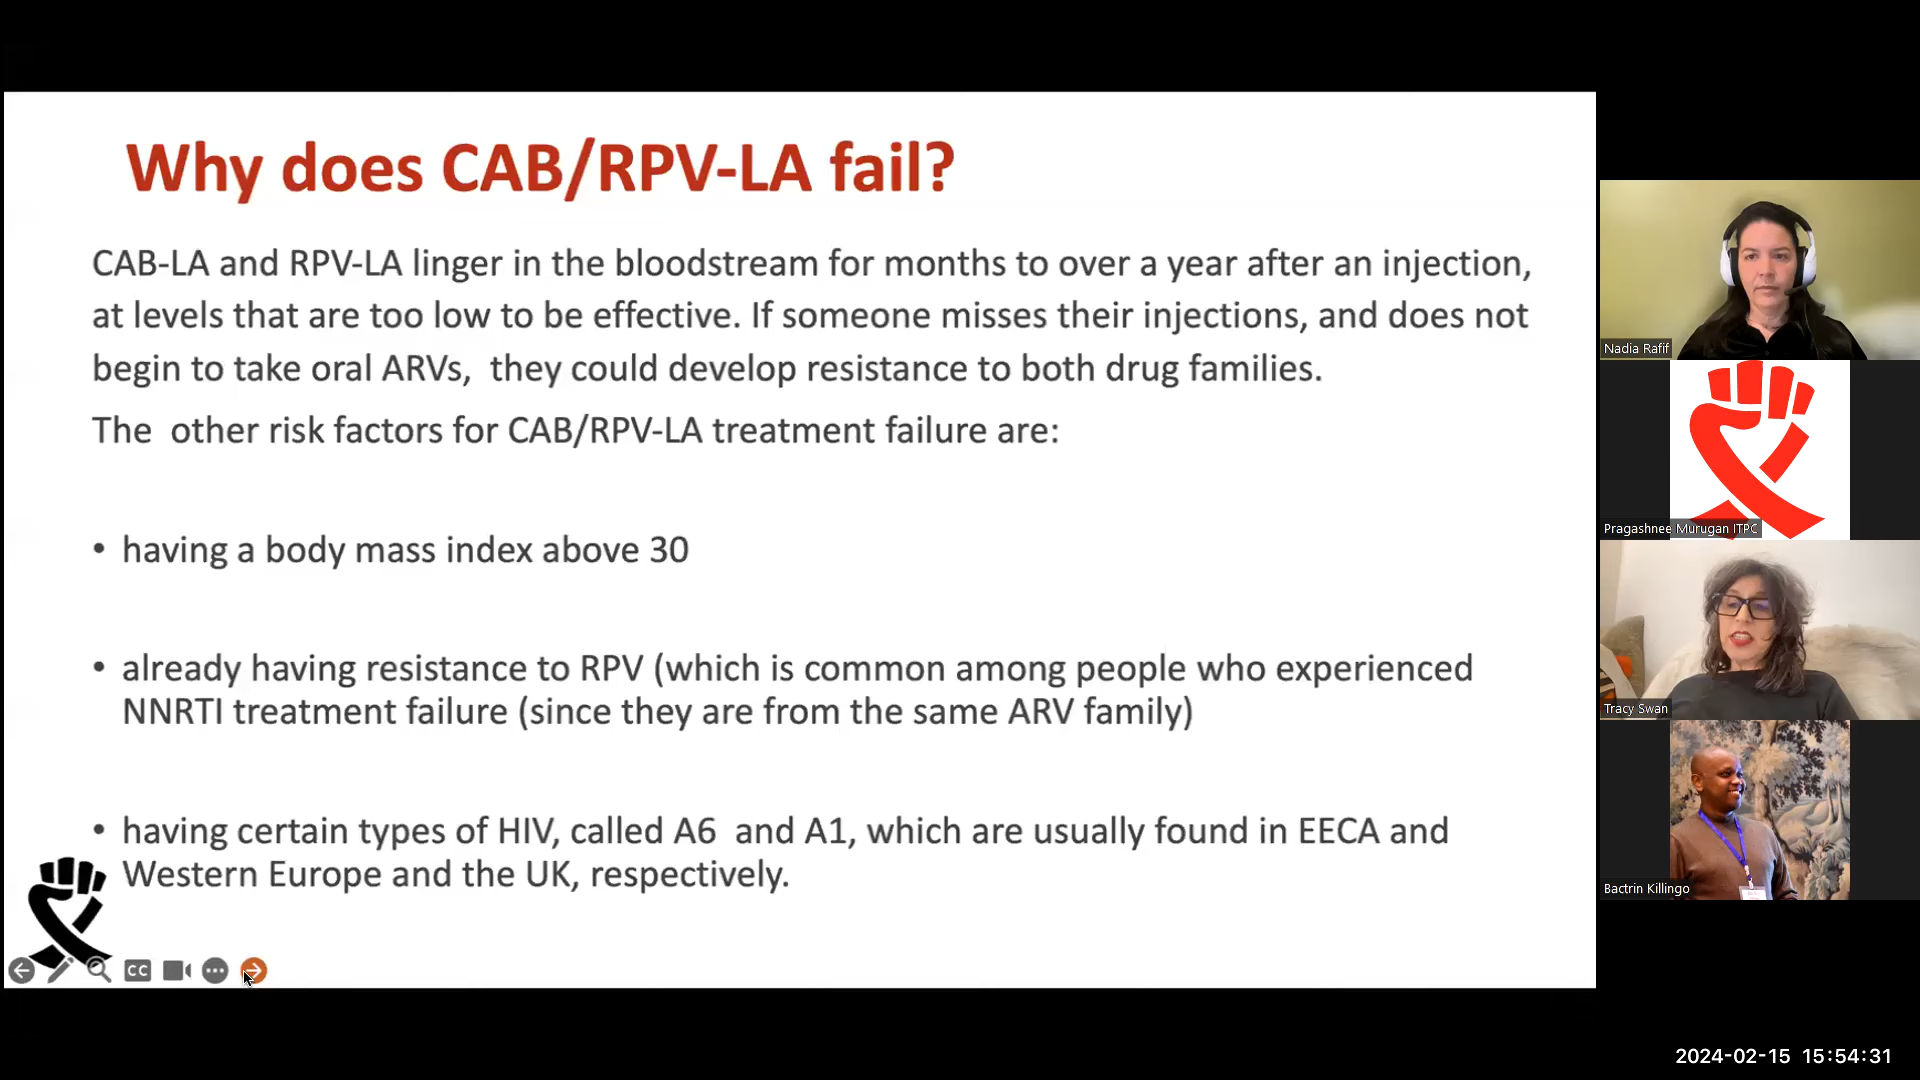 Why does CAB/RPV-LA fail?
CAB-LA and RPV-LA linger in the bloodstream for months to over a year after an injection,
at levels that are too low to be effective. If someone misses their injections, and does not
begin to take oral ARVs,  they could develop resistance to both drug families.
The  other risk factors for CAB/RPV-LA treatment failure are:
• having a body mass index above 30
• already having resistance to RPV (which is common among people who experienced
NNRTI treatment failure (since they are from the same ARV family)
• having certain types of HIV, called A6  and A1, which are usually found in EECA and
Western Europe and the UK, respectively.
CC
Nadia Rafif
Pragashnee Murugan ITPC
Tracy Swan
Bactrin Killingo
2024-02-15 15:54:31